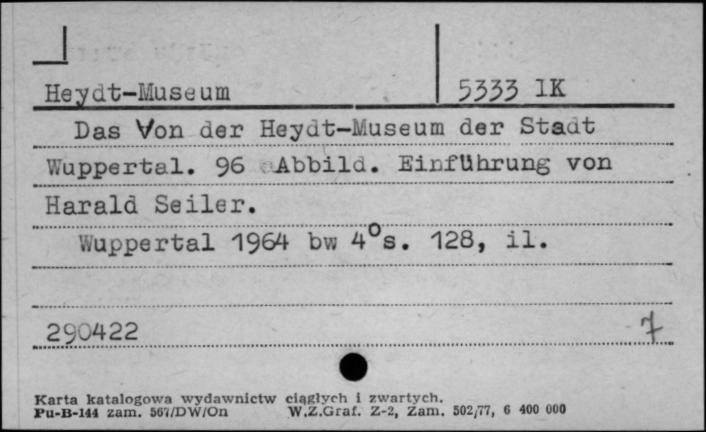 Heydt-Museum 5333 IK
Das Von der Heydt-Museum der Stadt
Wuppertal. 96 Abbild. Einführung von
Harald Seiler.
Wuppertal 1964 bw 4°s. 128, il.
290422 7
Karta katalogowa wydawnictw ciągłych i zwartych.
Pu-B-144 zam. 567/DW/On W.Z.Graf. Z-2, Zam. 502/77, 6 400 000